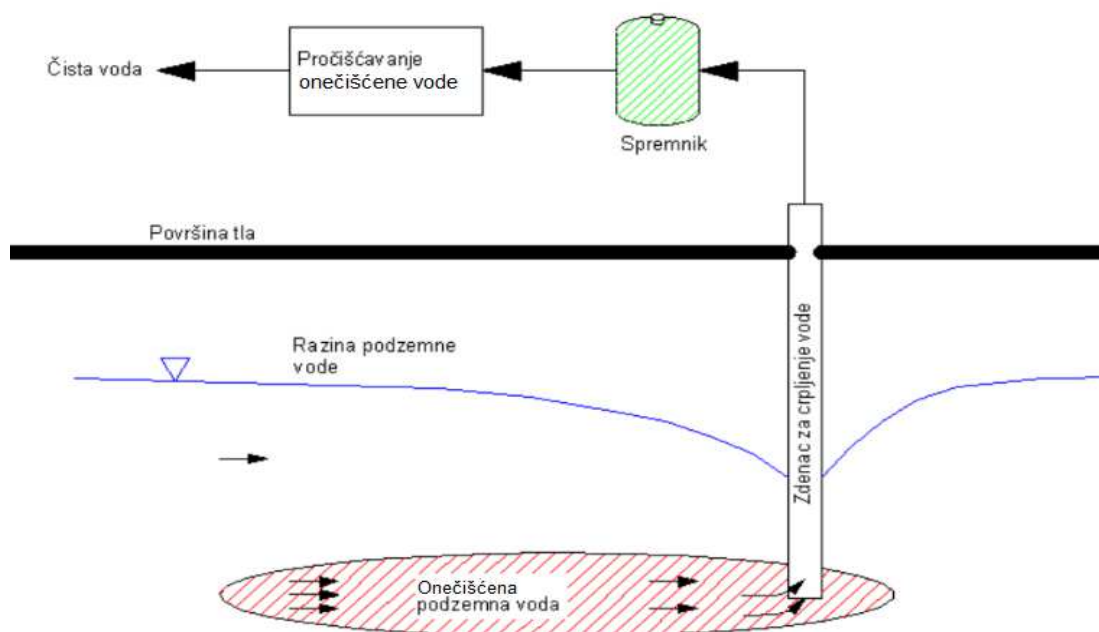 Čista voda
Pročišćavanje
onečišćene vode
Spremnik
Površina tla
Razina podzemne
vode
Zdenac za crpljenje vode
Onečišćena
podzemna voda